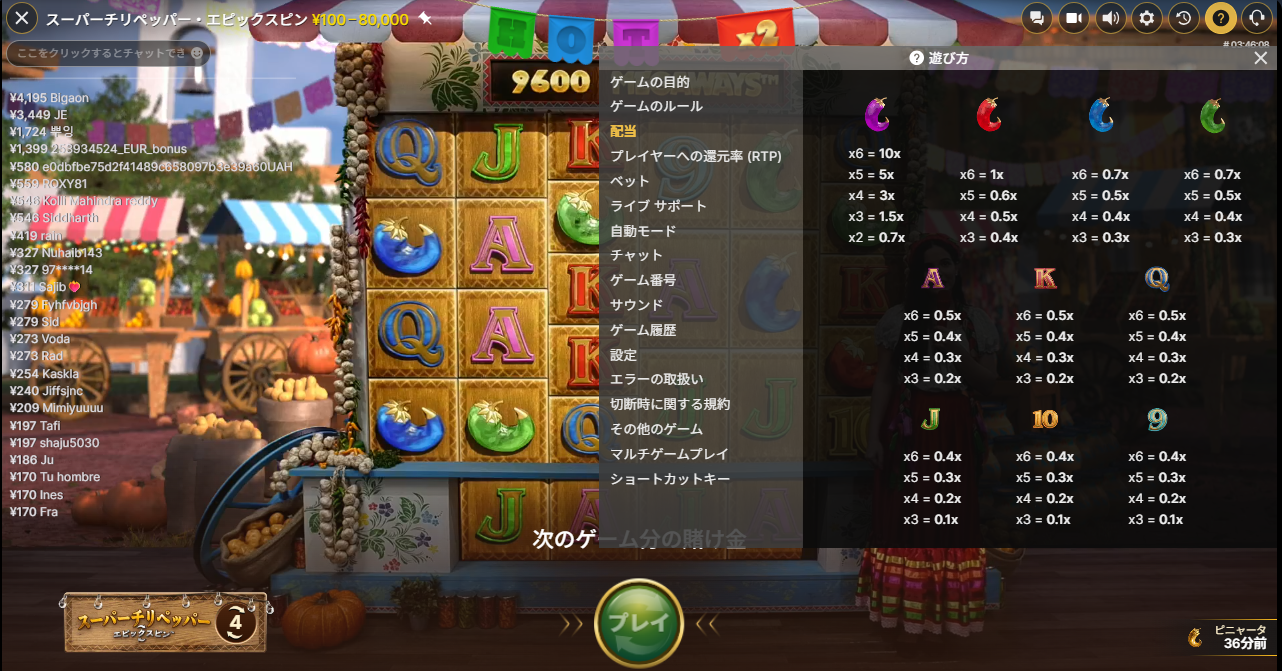 スーパーチリペッパー・エピックスピン ¥100–80,000
HOT
x2
# 03:46:08
ここをクリックするとチャットでき
9600
WAYS™
¥4,195 Bigaon
¥3,449 JE
¥1,724 뿌잉
¥1,399 258934524_EUR_bonus
¥580 e0dbfbe75d2f41489c658097b3e39a60UAH
¥559 ROXY81
¥546 Kolli Mahindra reddy
¥546 Siddharth
¥419 rain
¥327 Nuhaib143
¥327 97****14
¥311 Sajib
¥279 Fyhfvbjgh
¥279 Sid
¥273 Voda
¥273 Rad
¥254 Kaskla
¥240 Jiffsjnc
¥209 Mimiyuuuu
¥197 Tafi
¥197 shaju5030
¥186 Ju
¥170 Tu hombre
¥170 Ines
¥170 Fra
Q J K
A
Q A K
Q
J
遊び方
ゲームの目的
ゲームのルール
配当
プレイヤーへの還元率 (RTP)
ベット
ライブ サポート
自動モード
チャット
ゲーム番号
サウンド
ゲーム履歴
設定
エラーの取扱い
切断時に関する規約
その他のゲーム
マルチゲームプレイ
ショートカットキー
x6 = 10x
x5 = 5x x6 = 1x x6 = 0.7x x6 = 0.7x
x4 = 3x x5 = 0.6x x5 = 0.5x x5 = 0.5x
x3 = 1.5x x4 = 0.5x x4 = 0.4x x4 = 0.4x
x2 = 0.7x x3 = 0.4x x3 = 0.3x x3 = 0.3x
A K Q
x6 = 0.5x x6 = 0.5x x6 = 0.5x
x5 = 0.4x x5 = 0.4x x5 = 0.4x
x4 = 0.3x x4 = 0.3x x4 = 0.3x
x3 = 0.2x x3 = 0.2x x3 = 0.2x
J 10 9
x6 = 0.4x x6 = 0.4x x6 = 0.4x
x5 = 0.3x x5 = 0.3x x5 = 0.3x
x4 = 0.2x x4 = 0.2x x4 = 0.2x
x3 = 0.1x x3 = 0.1x x3 = 0.1x
次のゲーム分の賭け金
プレイ
スーパーチリペッパー
エピックスピン
4
ピニャータ
36分前